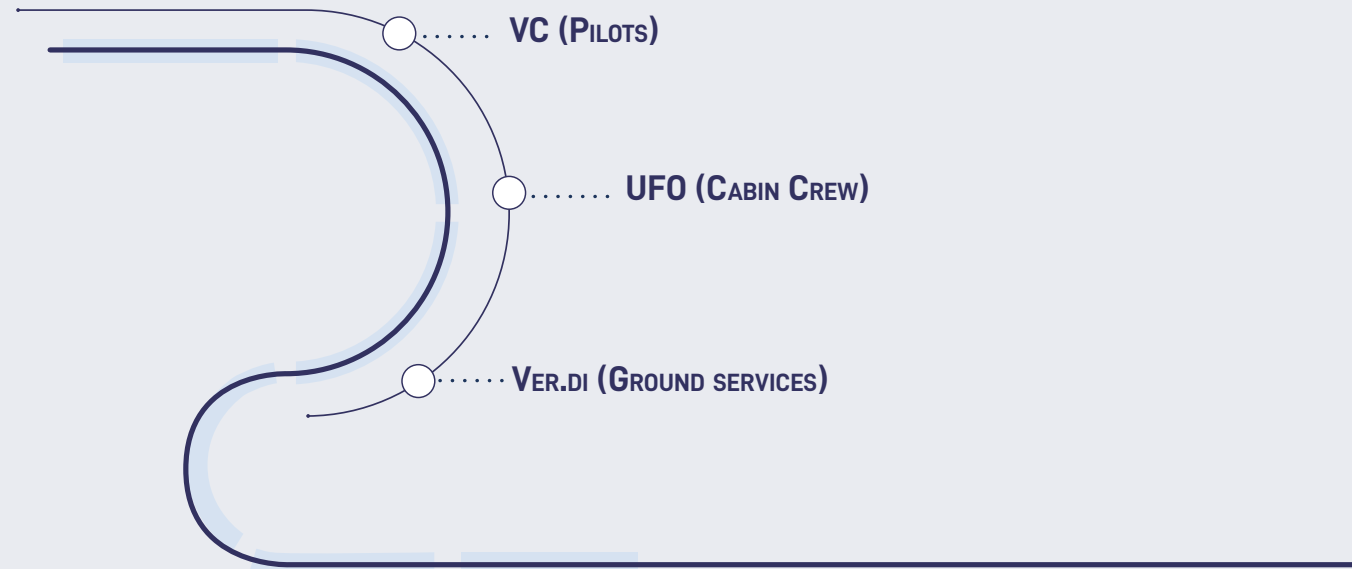 VC (Pilots)
UFO (Cabin Crew)
Ver.di (Ground services)